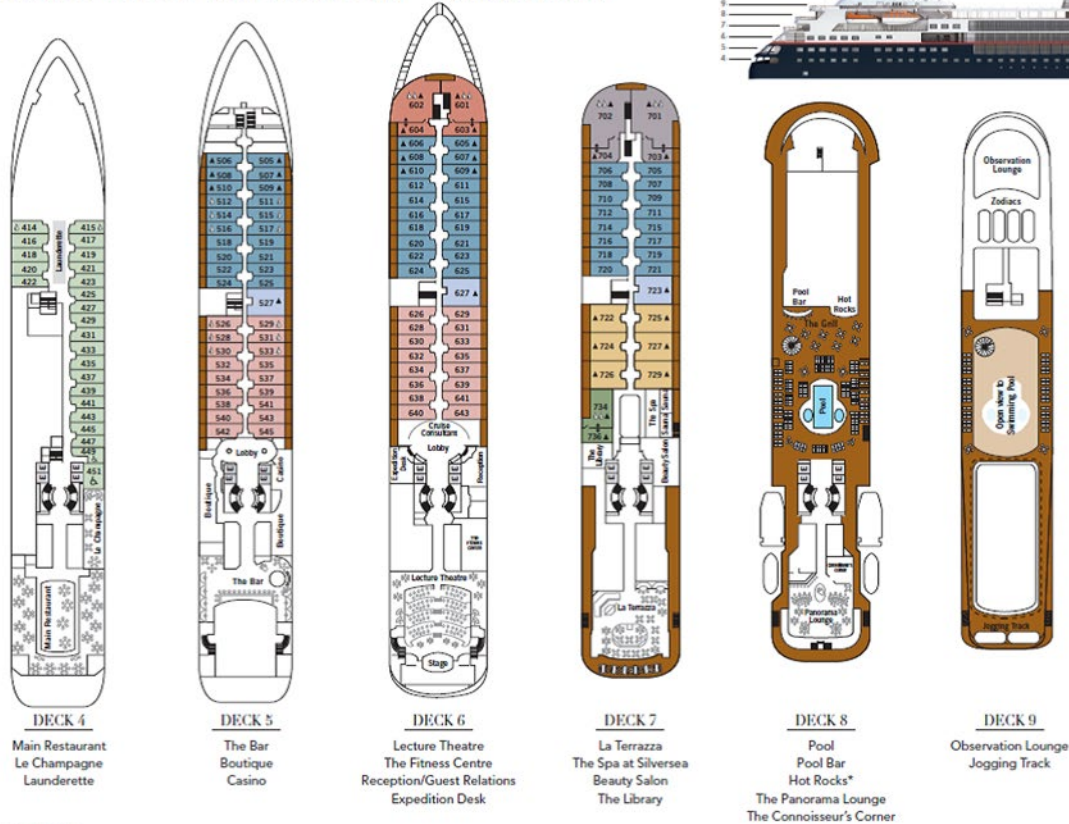 9
8
7
6
5
4
414 415
416 417
418 419
420 421
422 423
425
427
429
431
433
435
437
439
441
443
445
447
449
451
Launderette
Le Champagne
Main Restaurant
506 505
508 507
510 509
512 511
514 515
516 517
518 519
520 521
522 523
524 525
527
526 529
528 531
530 533
532 535
534 537
536 539
538 541
540 543
542 545
Lobby
Casino
Boutique
Boutique
The Bar
602 601
604 603
606 605
608 607
610 609
612 611
614 615
616 617
618 619
620 621
622 623
624 625
627
626 629
628 631
630 633
632 635
634 637
636 639
638 641
640 643
Cruise
Consultant
Lobby
Expedition
Desk
Reception
The Fitness
Centre
Lecture Theatre
Stage
702 701
704 703
706 705
708 707
710 709
712 711
714 715
716 717
718 719
720 721
723
722 725
724 727
726 729
734
736
The Spa
Sauna
Beauty Salon
The
Library
La Terrazza
Pool
Bar
Hot
Rocks
The Grill
Pool
Connoisseur's
Corner
Panorama
Lounge
Observation
Lounge
Zodiacs
Open view to
Swimming Pool
Jogging Track
DECK 4
Main Restaurant
Le Champagne
Launderette
DECK 5
The Bar
Boutique
Casino
DECK 6
Lecture Theatre
The Fitness Centre
Reception/Guest Relations
Expedition Desk
DECK 7
La Terrazza
The Spa at Silversea
Beauty Salon
The Library
DECK 8
Pool
Pool Bar
Hot Rocks*
The Panorama Lounge
The Connoisseur's Corner
DECK 9
Observation Lounge
Jogging Track